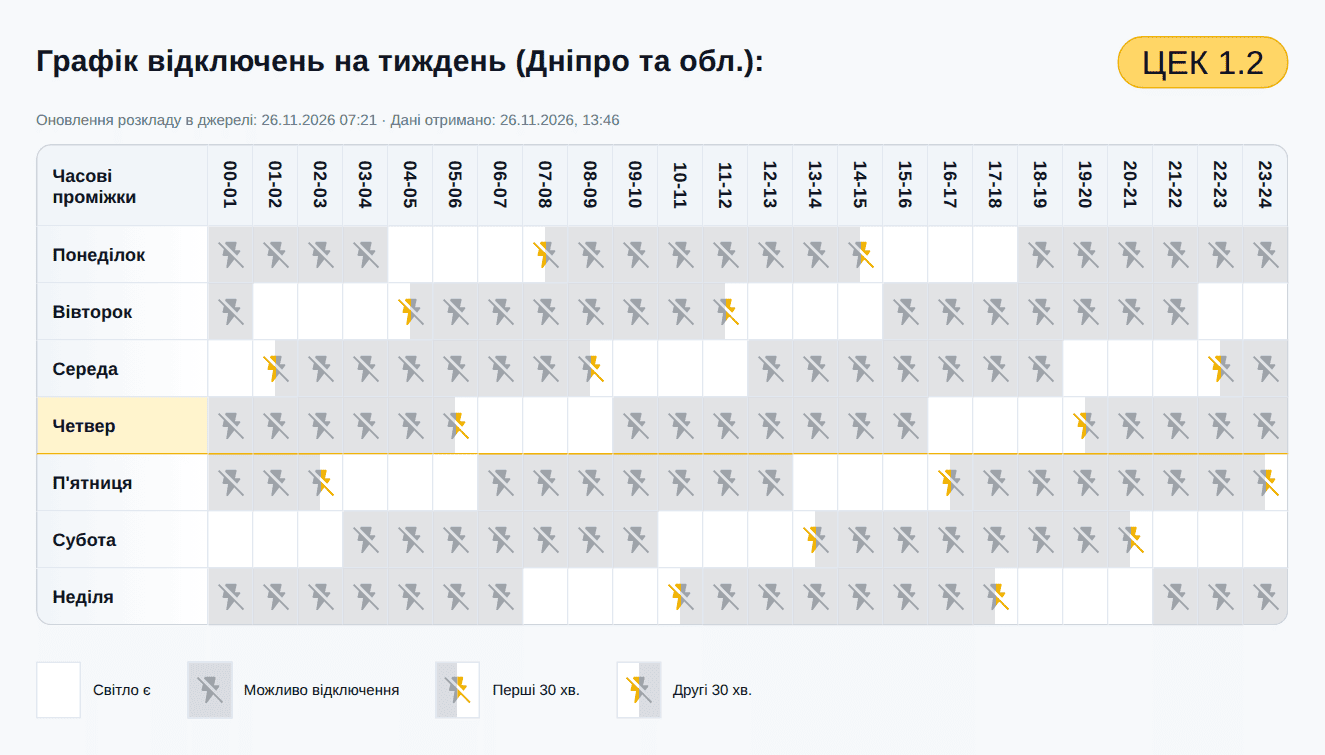 Графік відключень на тиждень (Дніпро та обл.):
ЦЕК 1.2
Оновлення розкладу в джерелі: 26.11.2026 07:21 · Дані отримано: 26.11.2026, 13:46
Часові
проміжки
00-01
01-02
02-03
03-04
04-05
05-06
06-07
07-08
08-09
09-10
10-11
11-12
12-13
13-14
14-15
15-16
16-17
17-18
18-19
19-20
20-21
21-22
22-23
23-24
Понеділок
Вівторок
Середа
Четвер
П'ятниця
Субота
Неділя
Світло є
Можливо відключення
Перші 30 хв.
Другі 30 хв.